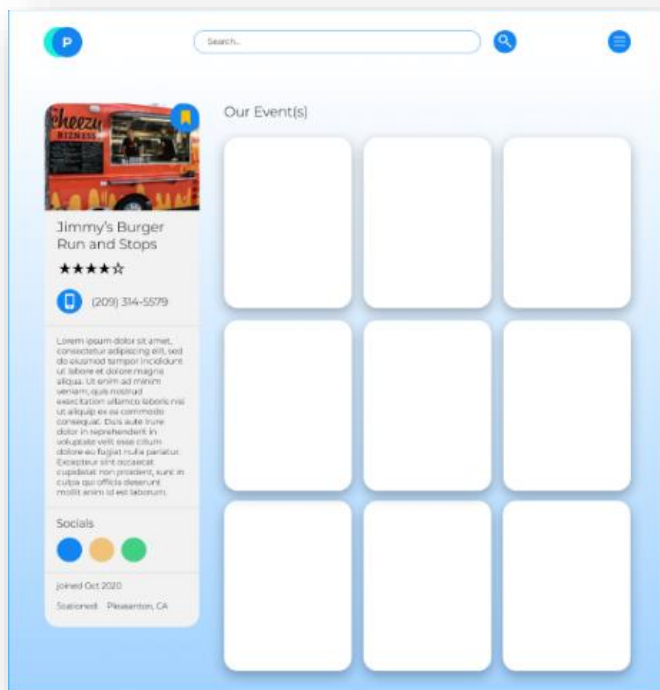 P
Search...
Our Event(s)
cheezy
BIZNESS
Jimmy's Burger
Run and Stops
(209) 314-5579
Lorem ipsum dolor sit amet,
consectetur adipiscing elit, sed
do eiusmod tempor incididunt
ut labore et dolore magna
aliqua. Ut enim ad minim
veniam, quis nostrud
exercitation ullamco laboris nisi
ut aliquip ex ea commodo
consequat. Duis aute irure
dolor in reprehenderit in
voluptate velit esse cillum
dolore eu fugiat nulla pariatur.
Excepteur sint occaecat
cupidatat non proident, sunt in
culpa qui officia deserunt
mollit anim id est laborum.
Socials
joined Oct 2020
Stationed: Pleasanton, CA